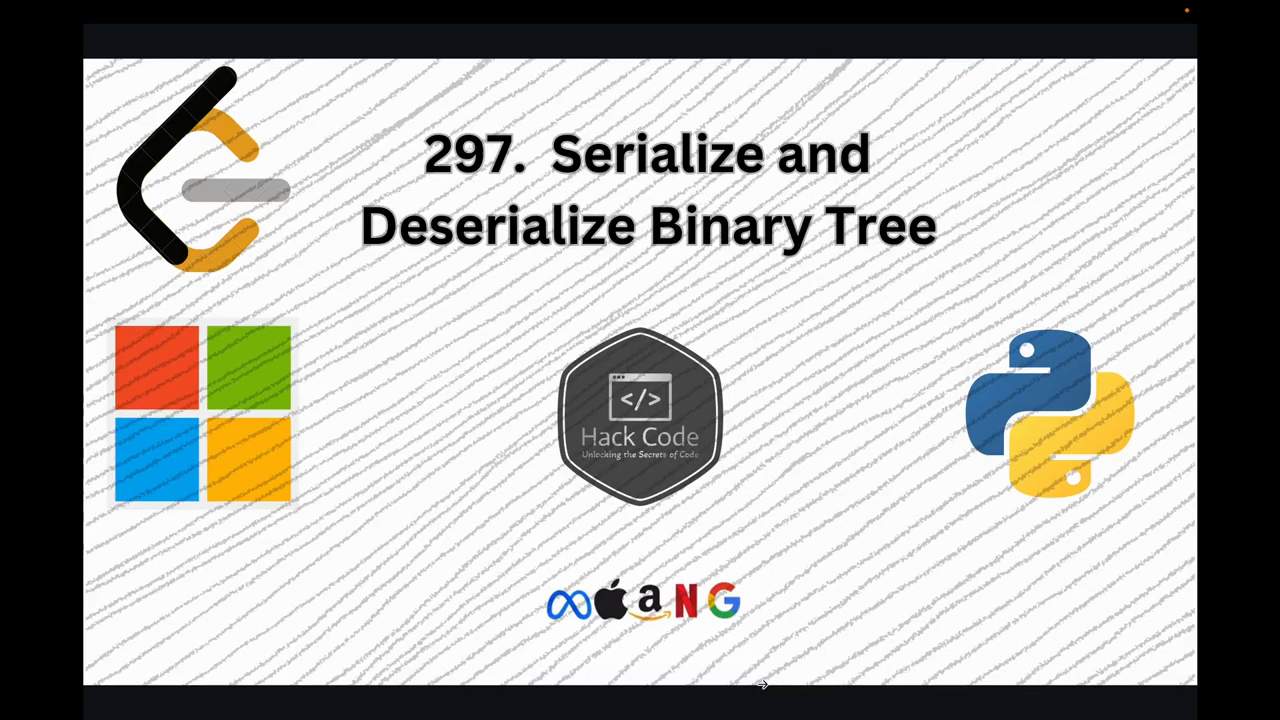 297. Serialize and
Deserialize Binary Tree
</>
Hack Code
Unlocking the Secrets of Code
a N G